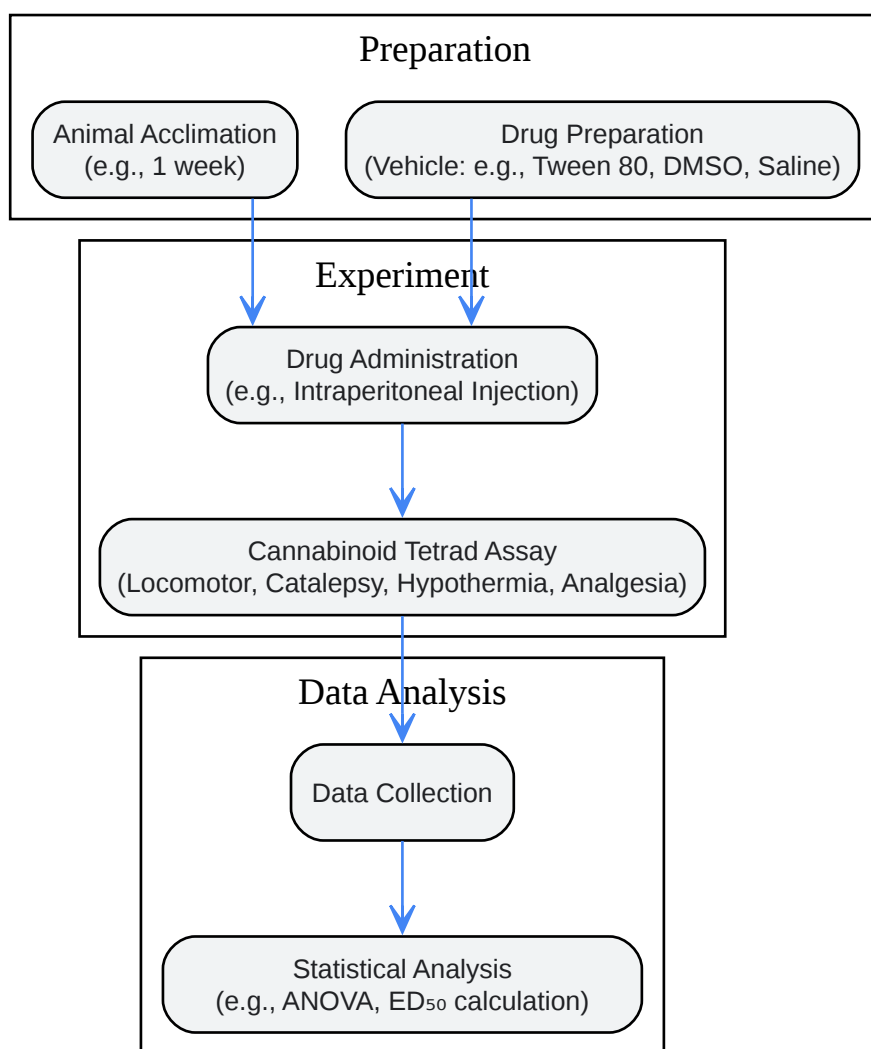 Preparation
Animal Acclimation
(e.g., 1 week)
Drug Preparation
(Vehicle: e.g., Tween 80, DMSO, Saline)
Experiment
Drug Administration
(e.g., Intraperitoneal Injection)
Cannabinoid Tetrad Assay
(Locomotor, Catalepsy, Hypothermia, Analgesia)
Data Analysis
Data Collection
Statistical Analysis
(e.g., ANOVA, ED₅₀ calculation)